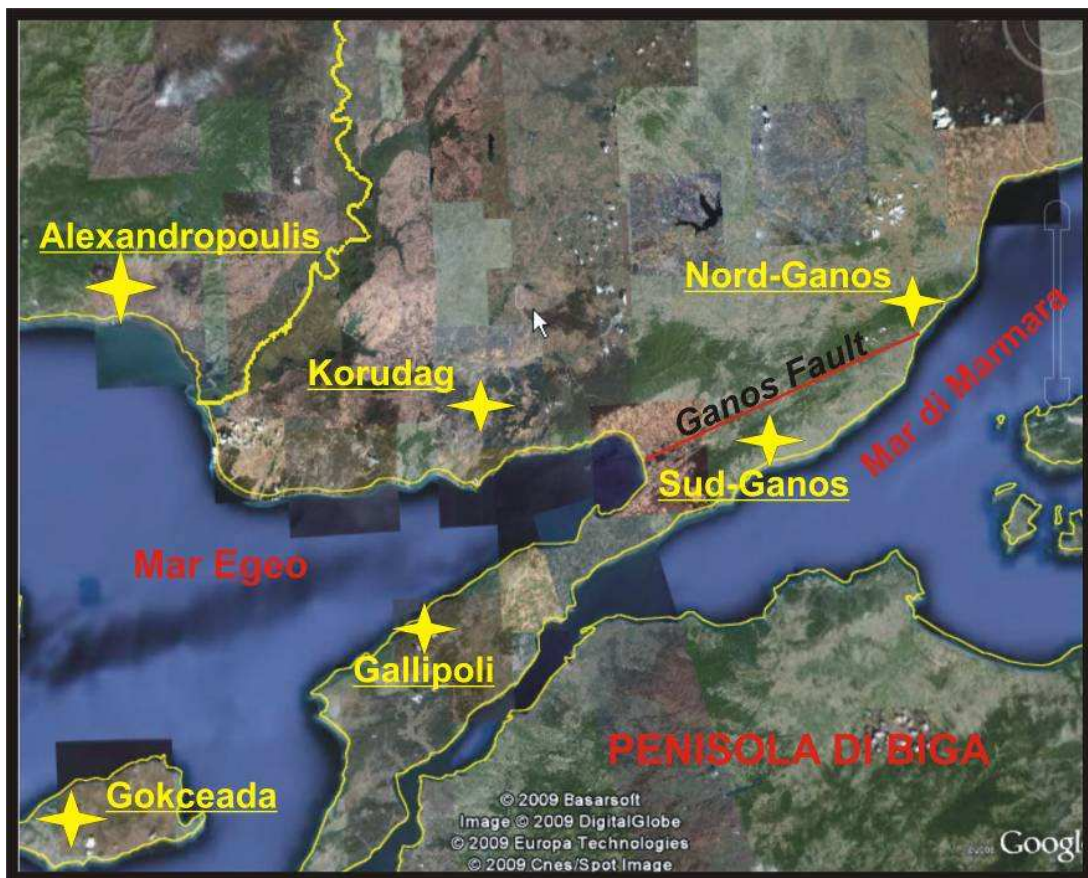 Alexandropoulis
Nord-Ganos
Korudag
Ganos Fault
Mar di Marmara
Sud-Ganos
Mar Egeo
Gallipoli
PENISOLA DI BIGA
Gokceada
© 2009 Basarsoft
Image © 2009 DigitalGlobe
© 2009 Europa Technologies
© 2009 Cnes/Spot Image
Googl